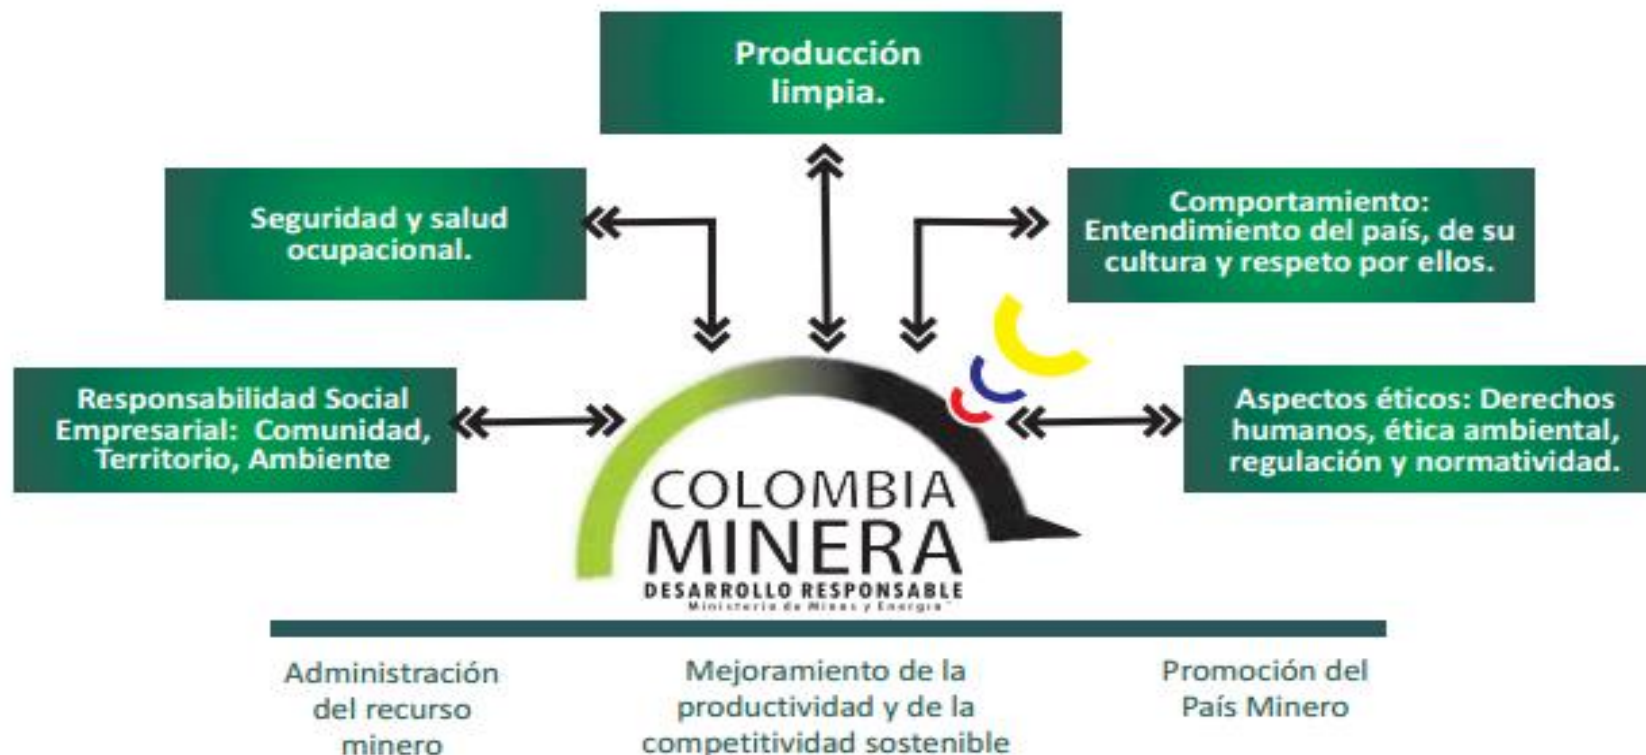 Producción
limpia.
Seguridad y salud
ocupacional.
Comportamiento:
Entendimiento del país, de su
cultura y respeto por ellos.
Responsabilidad Social
Empresarial: Comunidad,
Territorio, Ambiente
Aspectos éticos: Derechos
humanos, ética ambiental,
regulación y normatividad.
COLOMBIA
MINERA
DESARROLLO RESPONSABLE
Ministerio de Minas y Energía
Administración
del recurso
minero
Mejoramiento de la
productividad y de la
competitividad sostenible
Promoción del
País Minero